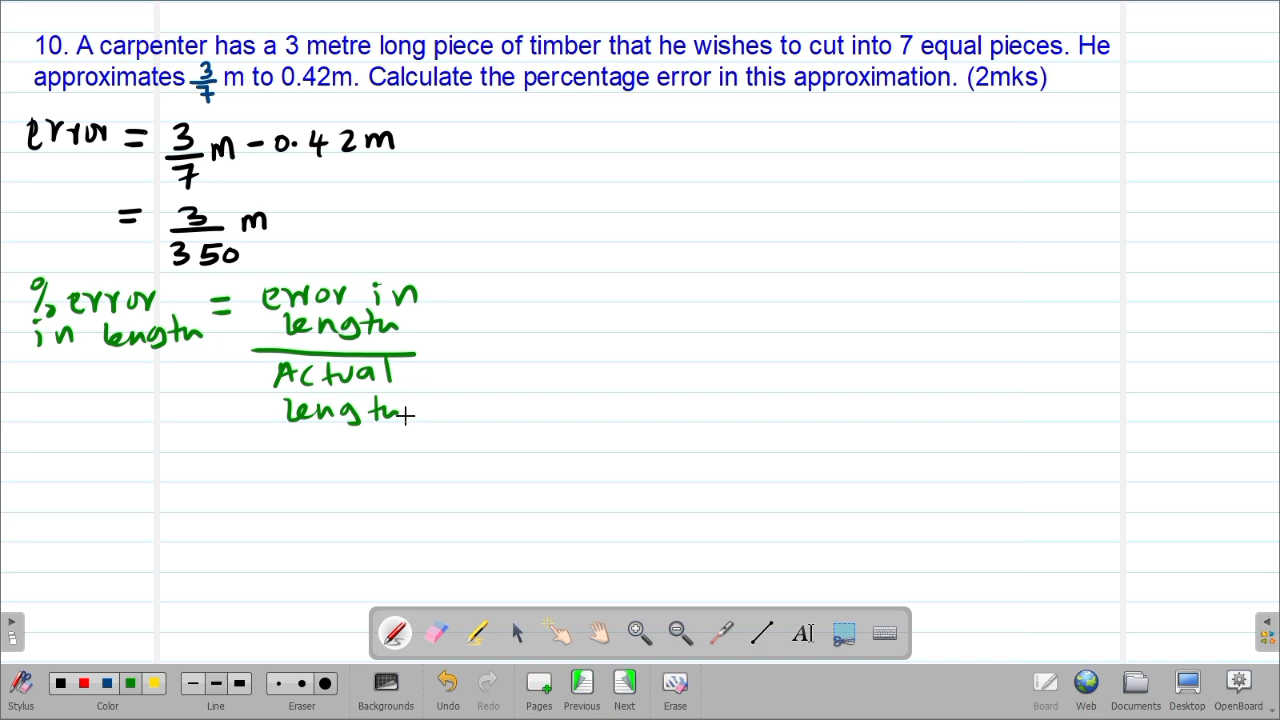 10. A carpenter has a 3 metre long piece of timber that he wishes to cut into 7 equal pieces. He
approximates 3/7 m to 0.42m. Calculate the percentage error in this approximation. (2mks)
error = 3/7 m - 0.42m
= 3/350 m
% error in length = error in length / Actual length
Stylus Color Line Eraser Backgrounds Undo Redo Pages Previous Next Erase Board Web Documents Desktop OpenBoard